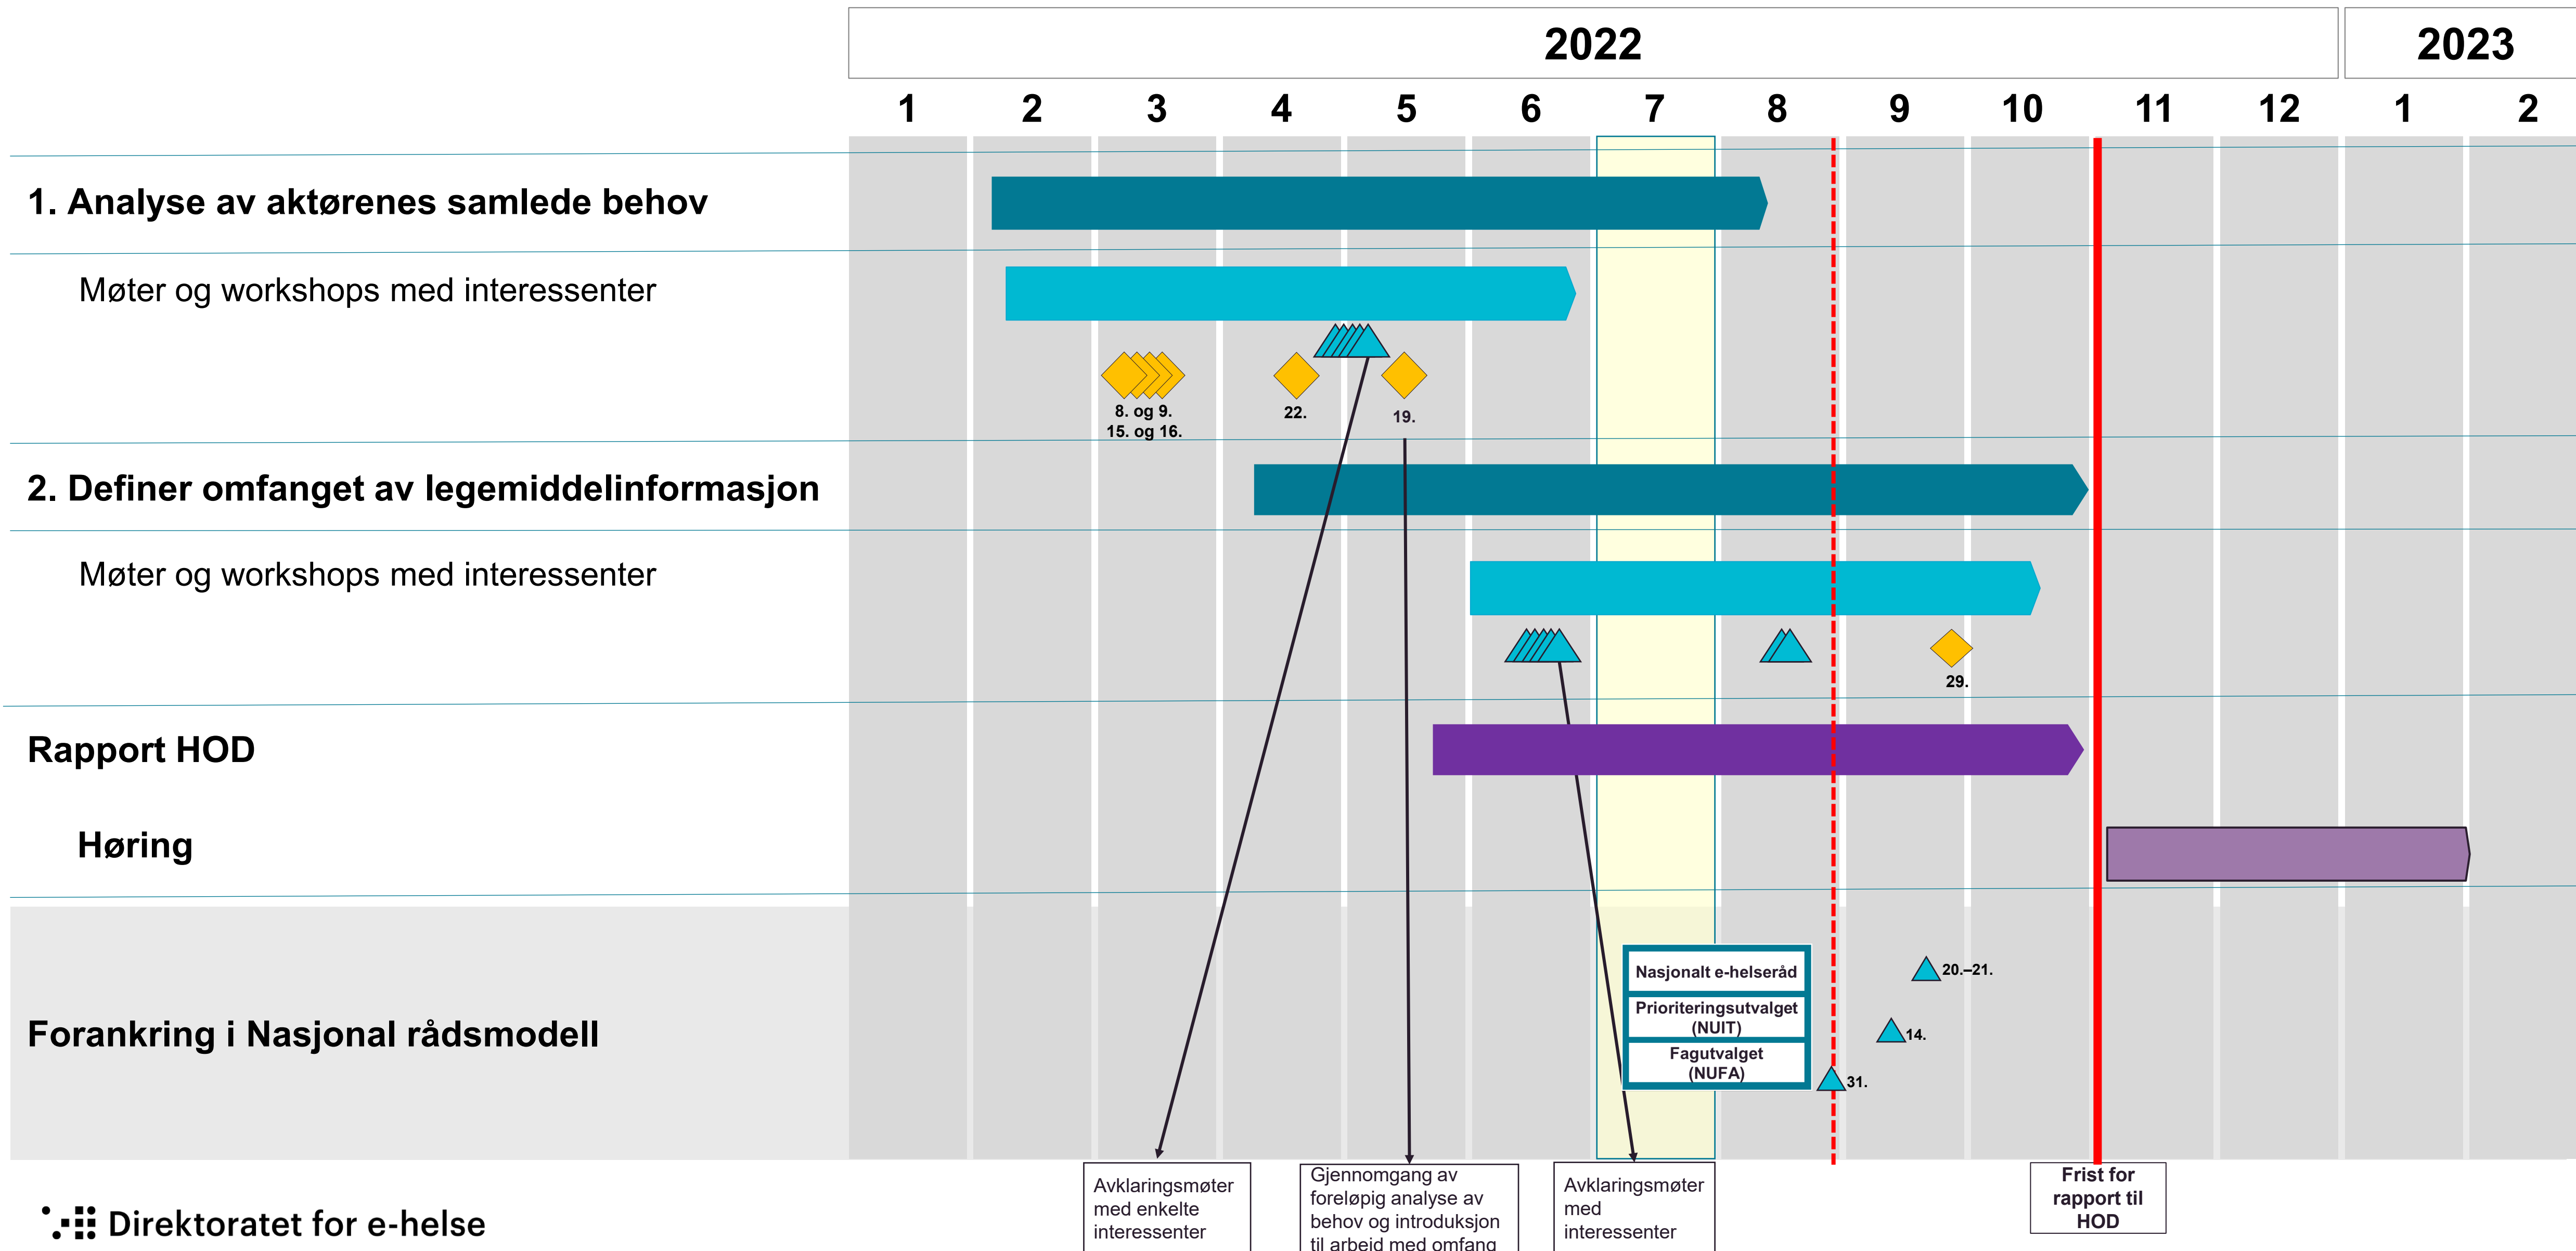 2022
2023
1 2 3 4 5 6 7 8 9 10 11 12 1 2
1. Analyse av aktørenes samlede behov
Møter og workshops med interessenter
8. og 9.
15. og 16.
22.
19.
2. Definer omfanget av legemiddelinformasjon
Møter og workshops med interessenter
29.
Rapport HOD
Høring
Forankring i Nasjonal rådsmodell
Nasjonalt e-helseråd
20.–21.
Prioriteringsutvalget
(NUIT)
14.
Fagutvalget
(NUFA)
31.
Avklaringsmøter
med enkelte
interessenter
Gjennomgang av
foreløpig analyse av
behov og introduksjon
til arbeid med omfang
Avklaringsmøter
med
interessenter
Frist for
rapport til
HOD
Direktoratet for e-helse